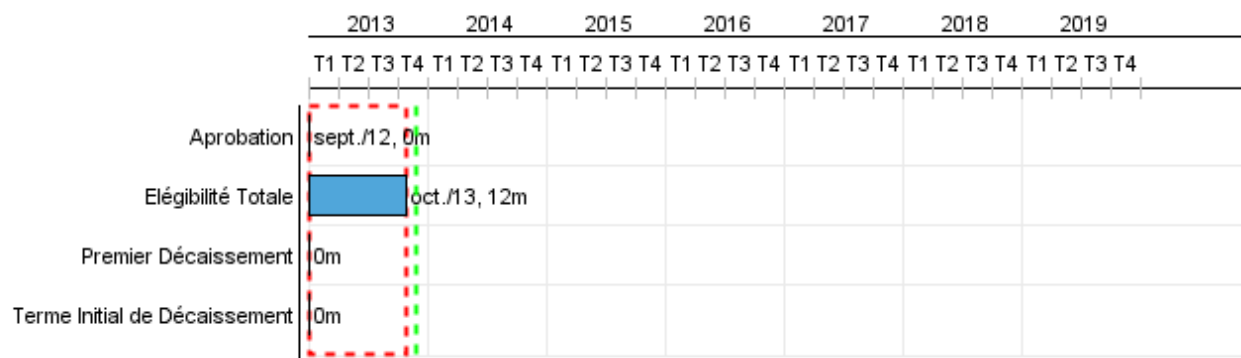 2013 2014 2015 2016 2017 2018 2019
T1 T2 T3 T4 T1 T2 T3 T4 T1 T2 T3 T4 T1 T2 T3 T4 T1 T2 T3 T4 T1 T2 T3 T4 T1 T2 T3 T4
Aprobation sept./12, 0m
Elégibilité Totale oct./13, 12m
Premier Décaissement 0m
Terme Initial de Décaissement 0m